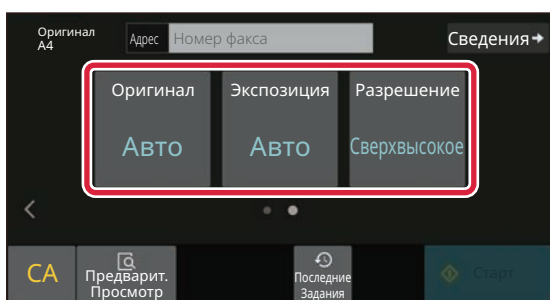 Оригинал
A4
Адрес
Номер факса
Сведения
Оригинал
Экспозиция
Разрешение
Авто
Авто
Сверхвысокое
CA
Предварит.
Просмотр
Последние
Задания
Старт